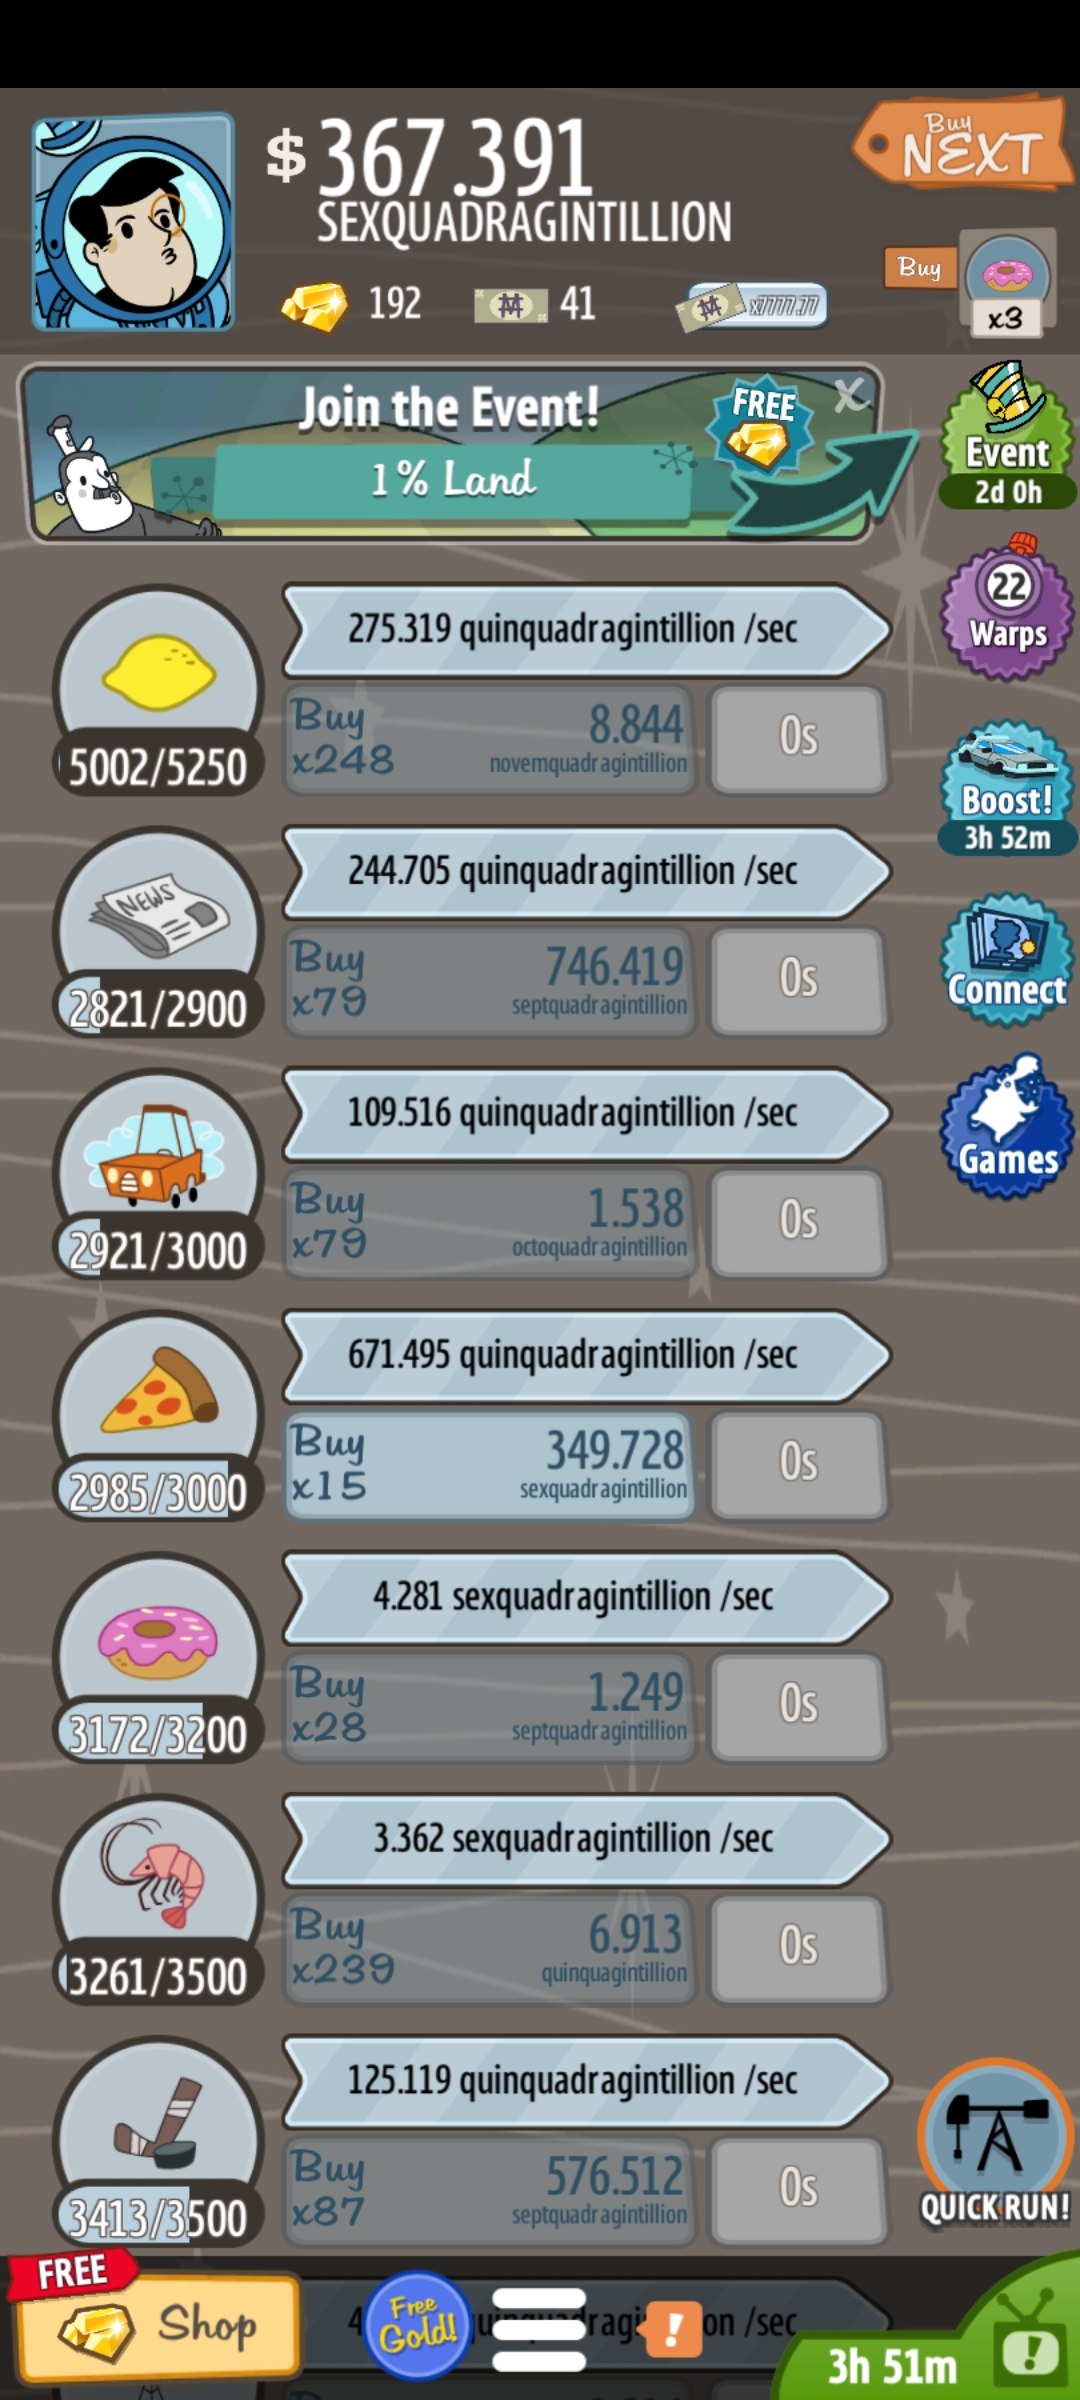 $ 367.391
SEXQUADRAGINTILLION
Buy
NEXT
192
41
x7777.77
Buy
x3
Join the Event!
1% Land
FREE
X
Event
2d 0h
22
Warps
275.319 quinquadragintillion /sec
Buy
x248
8.844
novemquadragintillion
0s
5002/5250
Boost!
3h 52m
NEWS
244.705 quinquadragintillion /sec
Buy
x79
746.419
septquadragintillion
0s
2821/2900
Connect
109.516 quinquadragintillion /sec
Buy
x79
1.538
octoquadragintillion
0s
2921/3000
Games
671.495 quinquadragintillion /sec
Buy
x15
349.728
sexquadragintillion
0s
2985/3000
4.281 sexquadragintillion /sec
Buy
x28
1.249
septquadragintillion
0s
3172/3200
3.362 sexquadragintillion /sec
Buy
x239
6.913
quinquagintillion
0s
3261/3500
125.119 quinquadragintillion /sec
Buy
x87
576.512
septquadragintillion
0s
3413/3500
QUICK RUN!
FREE
Shop
Free
Gold!
!
/sec
3h 51m
!